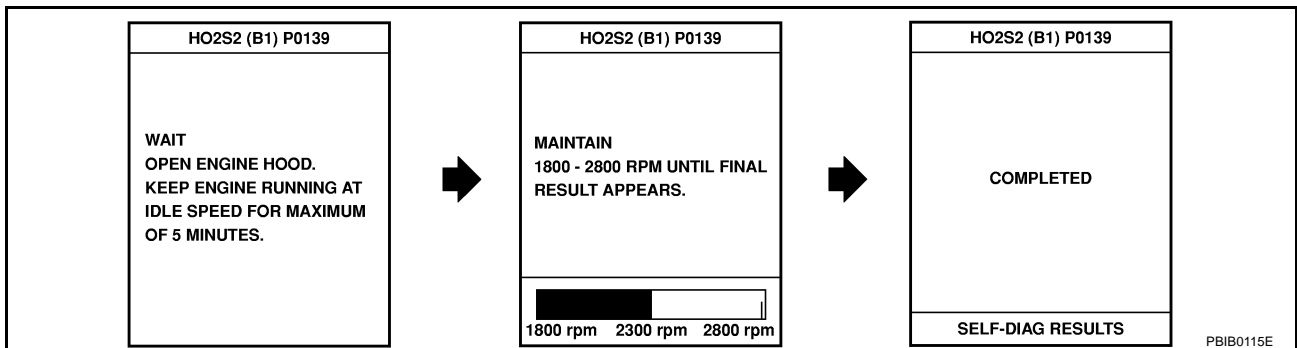 HO2S2 (B1) P0139
WAIT
OPEN ENGINE HOOD.
KEEP ENGINE RUNNING AT
IDLE SPEED FOR MAXIMUM
OF 5 MINUTES.
HO2S2 (B1) P0139
MAINTAIN
1800 - 2800 RPM UNTIL FINAL
RESULT APPEARS.
1800 rpm 2300 rpm 2800 rpm
HO2S2 (B1) P0139
COMPLETED
SELF-DIAG RESULTS
PBIB0115E